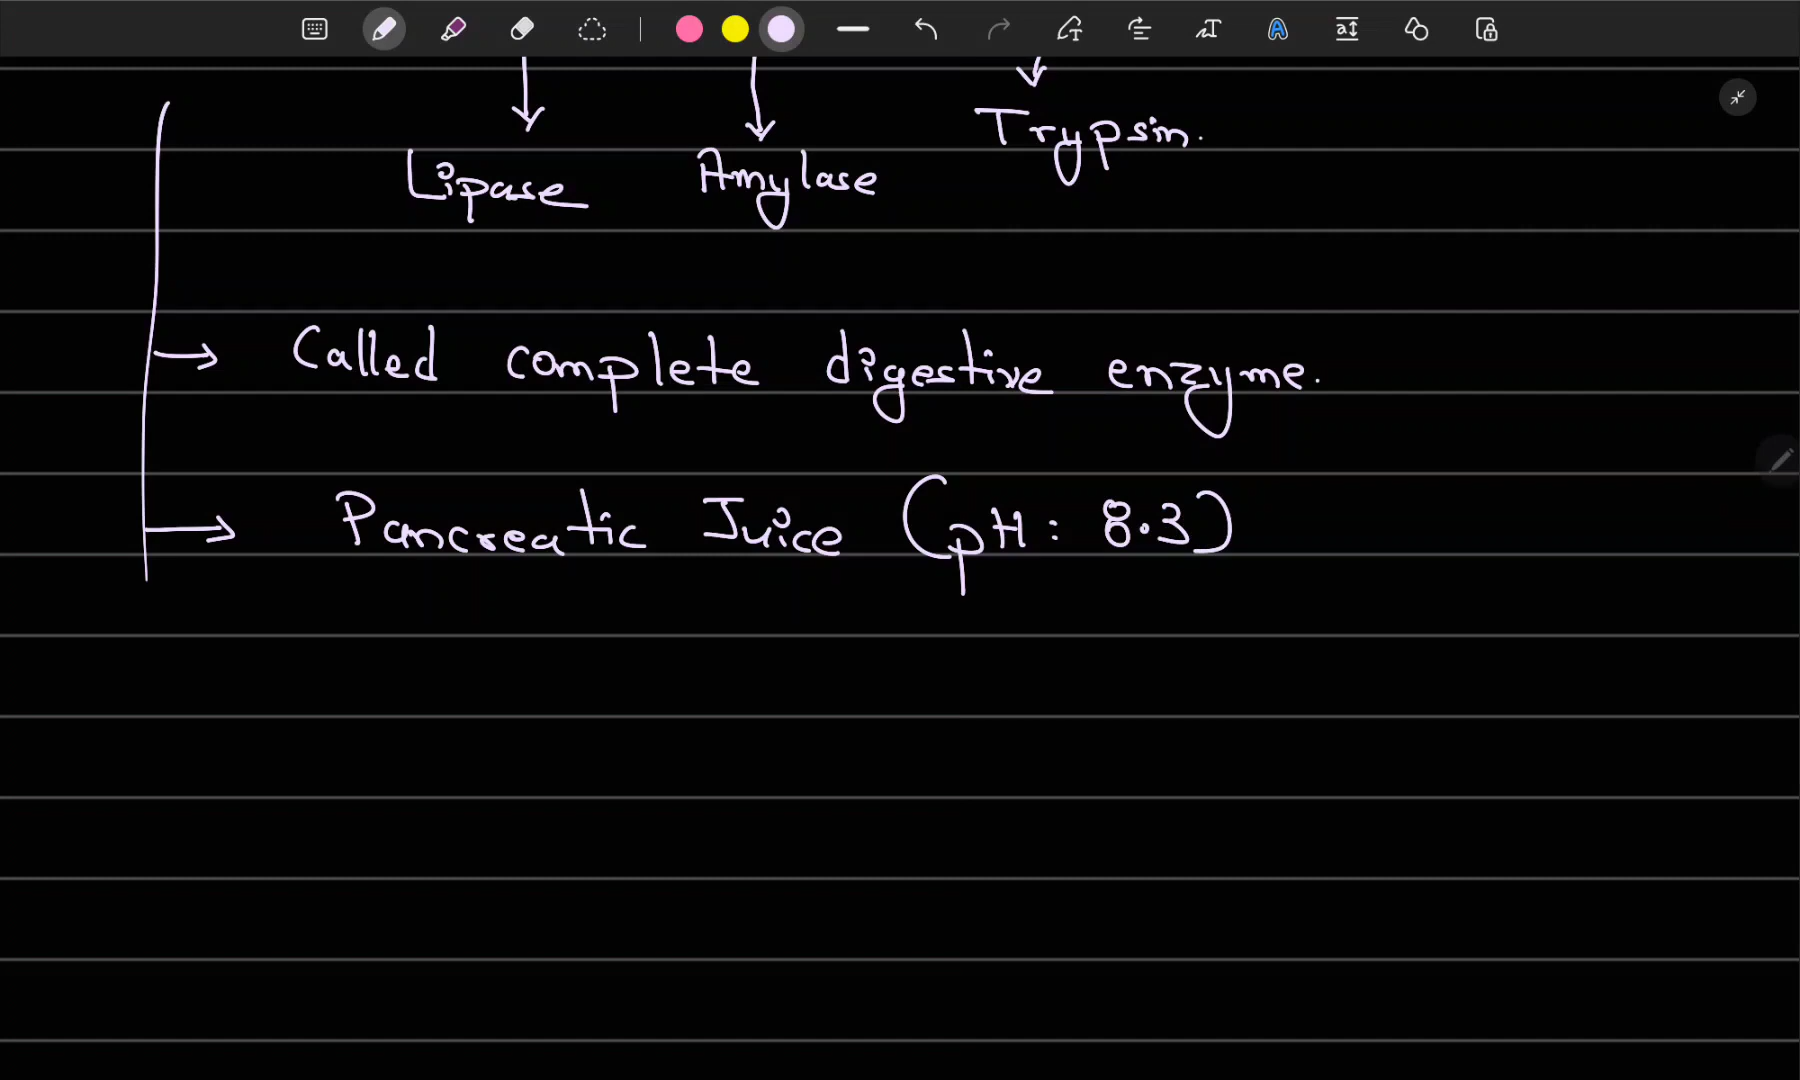 Trypsin.
Lipase Amylase
→ Called complete digestive enzyme.
→ Pancreatic Juice (pH: 8.3)